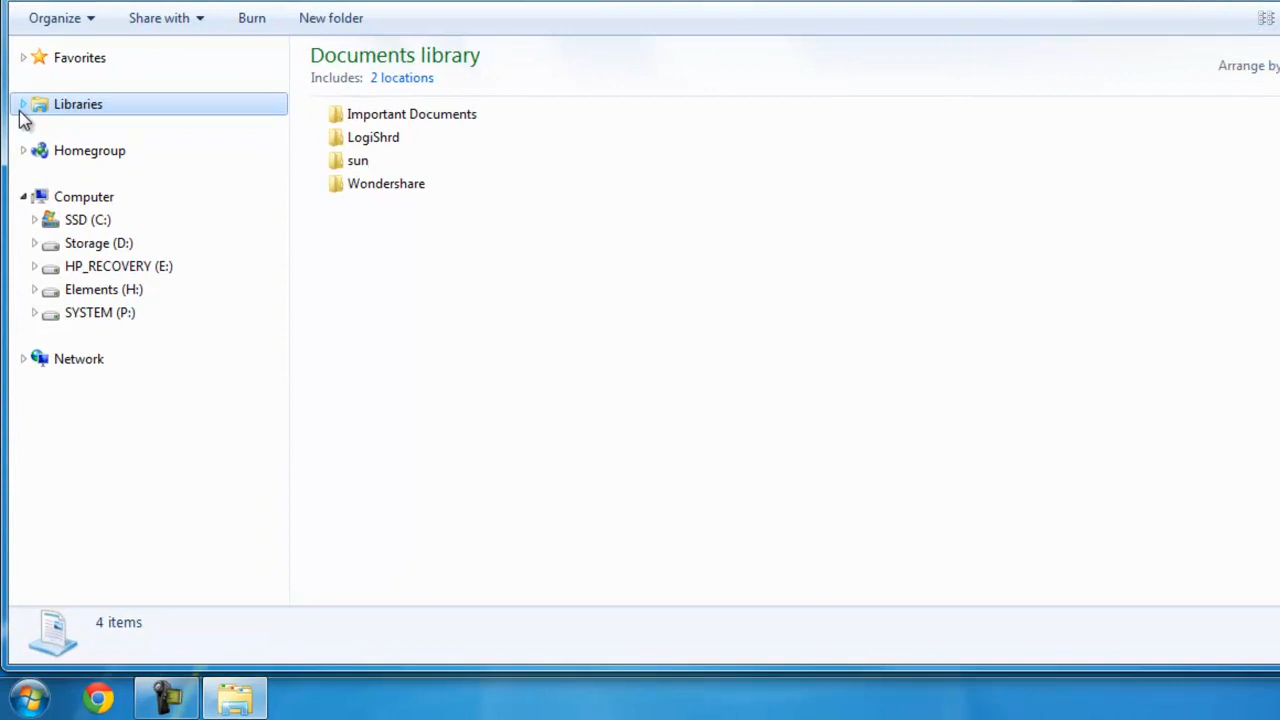 Organize Share with Burn New folder
Favorites
Libraries
Homegroup
Computer
SSD (C:)
Storage (D:)
HP_RECOVERY (E:)
Elements (H:)
SYSTEM (P:)
Network
Documents library
Includes: 2 locations
Arrange by
Important Documents
LogiShrd
sun
Wondershare
4 items